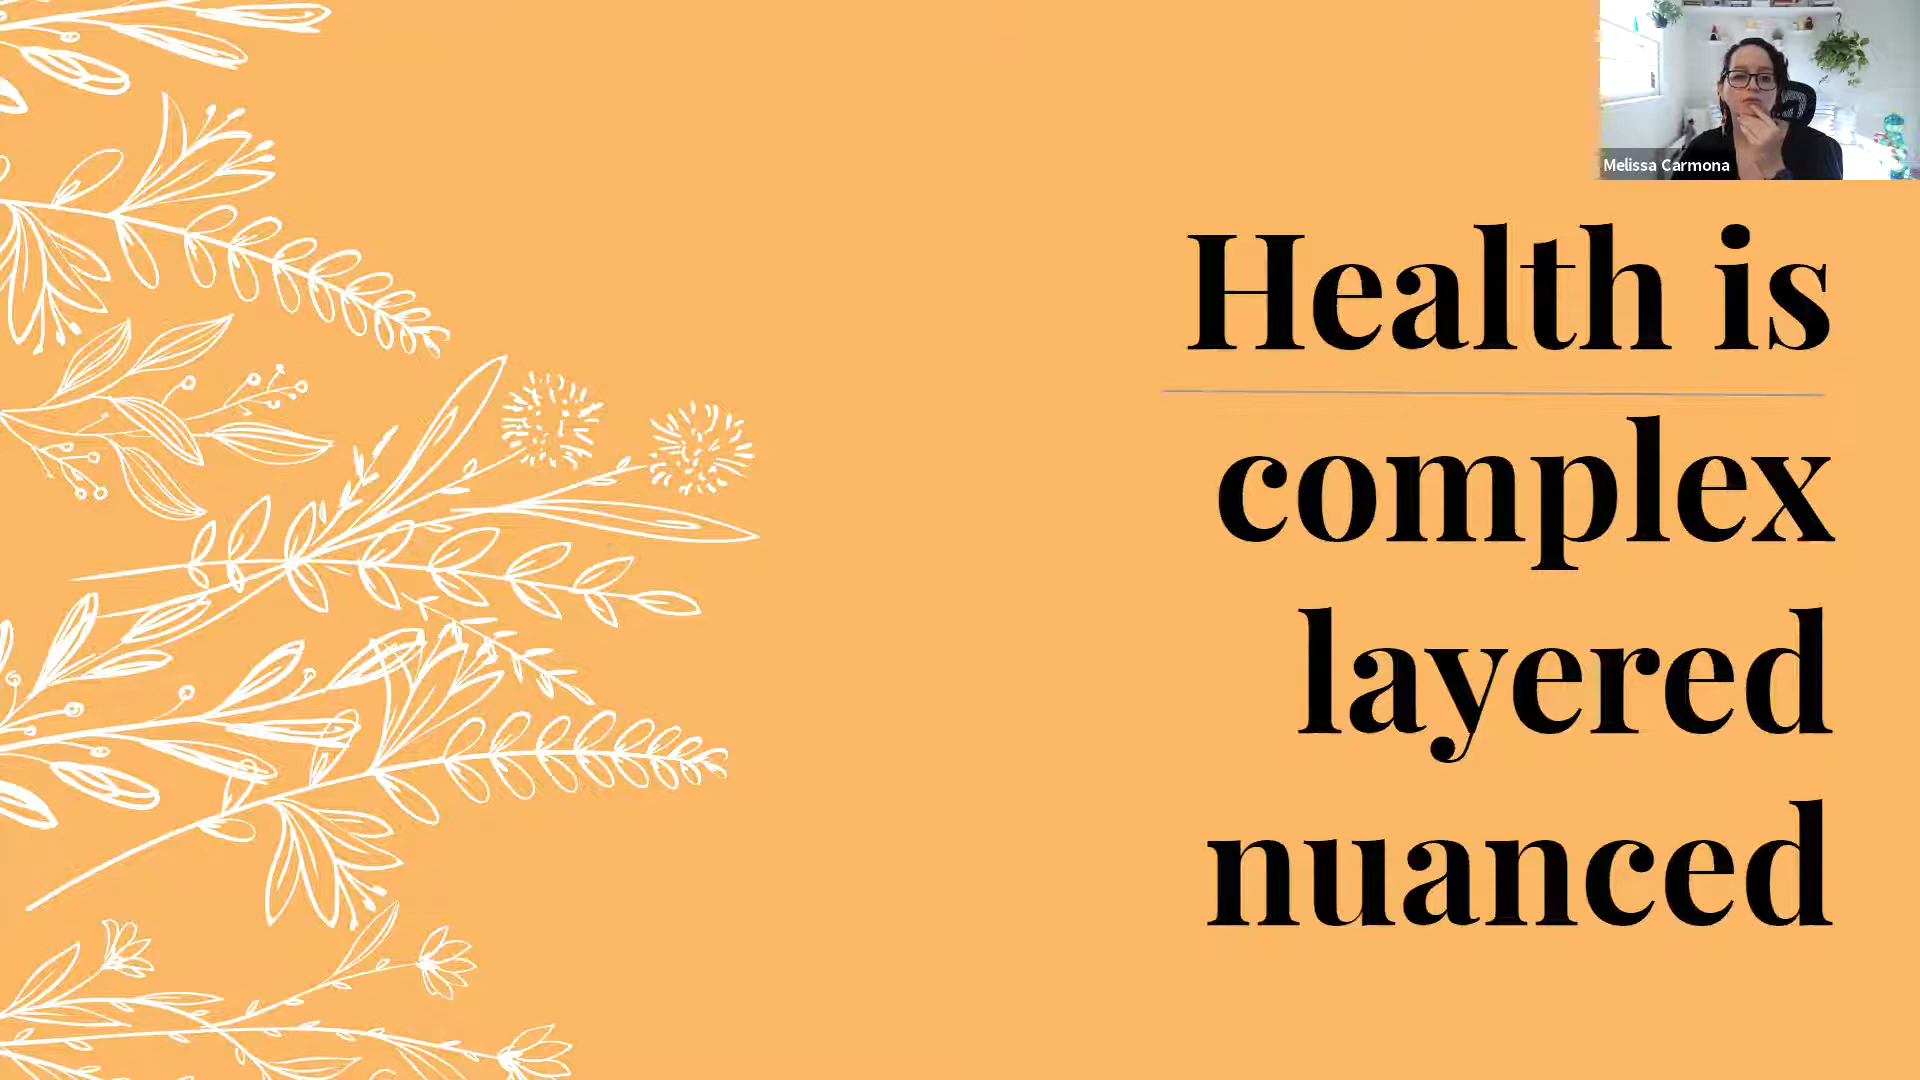 Melissa Carmona
Health is
complex
layered
nuanced